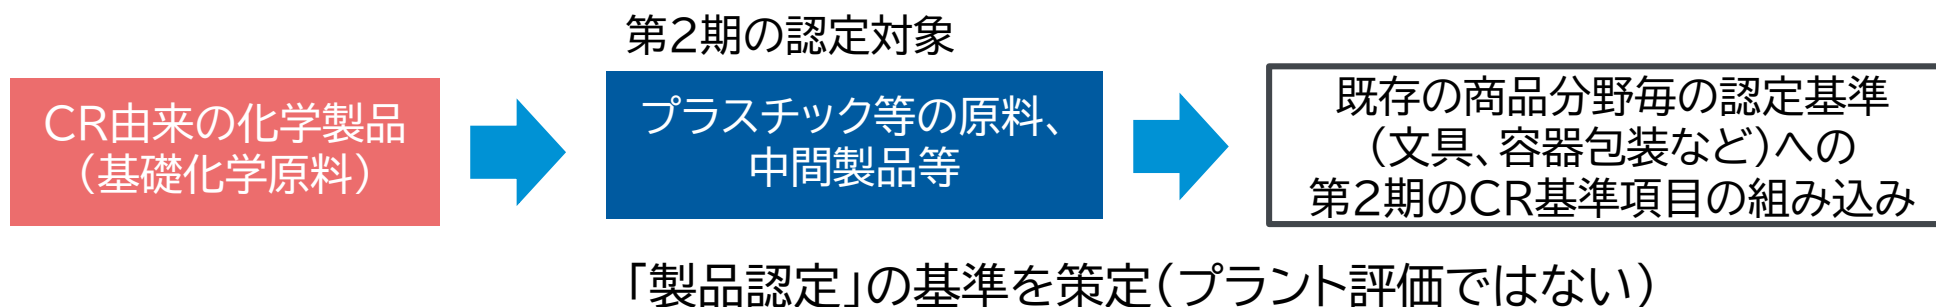 第2期の認定対象
CR由来の化学製品
（基礎化学原料）
プラスチック等の原料、
中間製品等
既存の商品分野毎の認定基準
（文具、容器包装など）への
第2期のCR基準項目の組み込み
「製品認定」の基準を策定（プラント評価ではない）